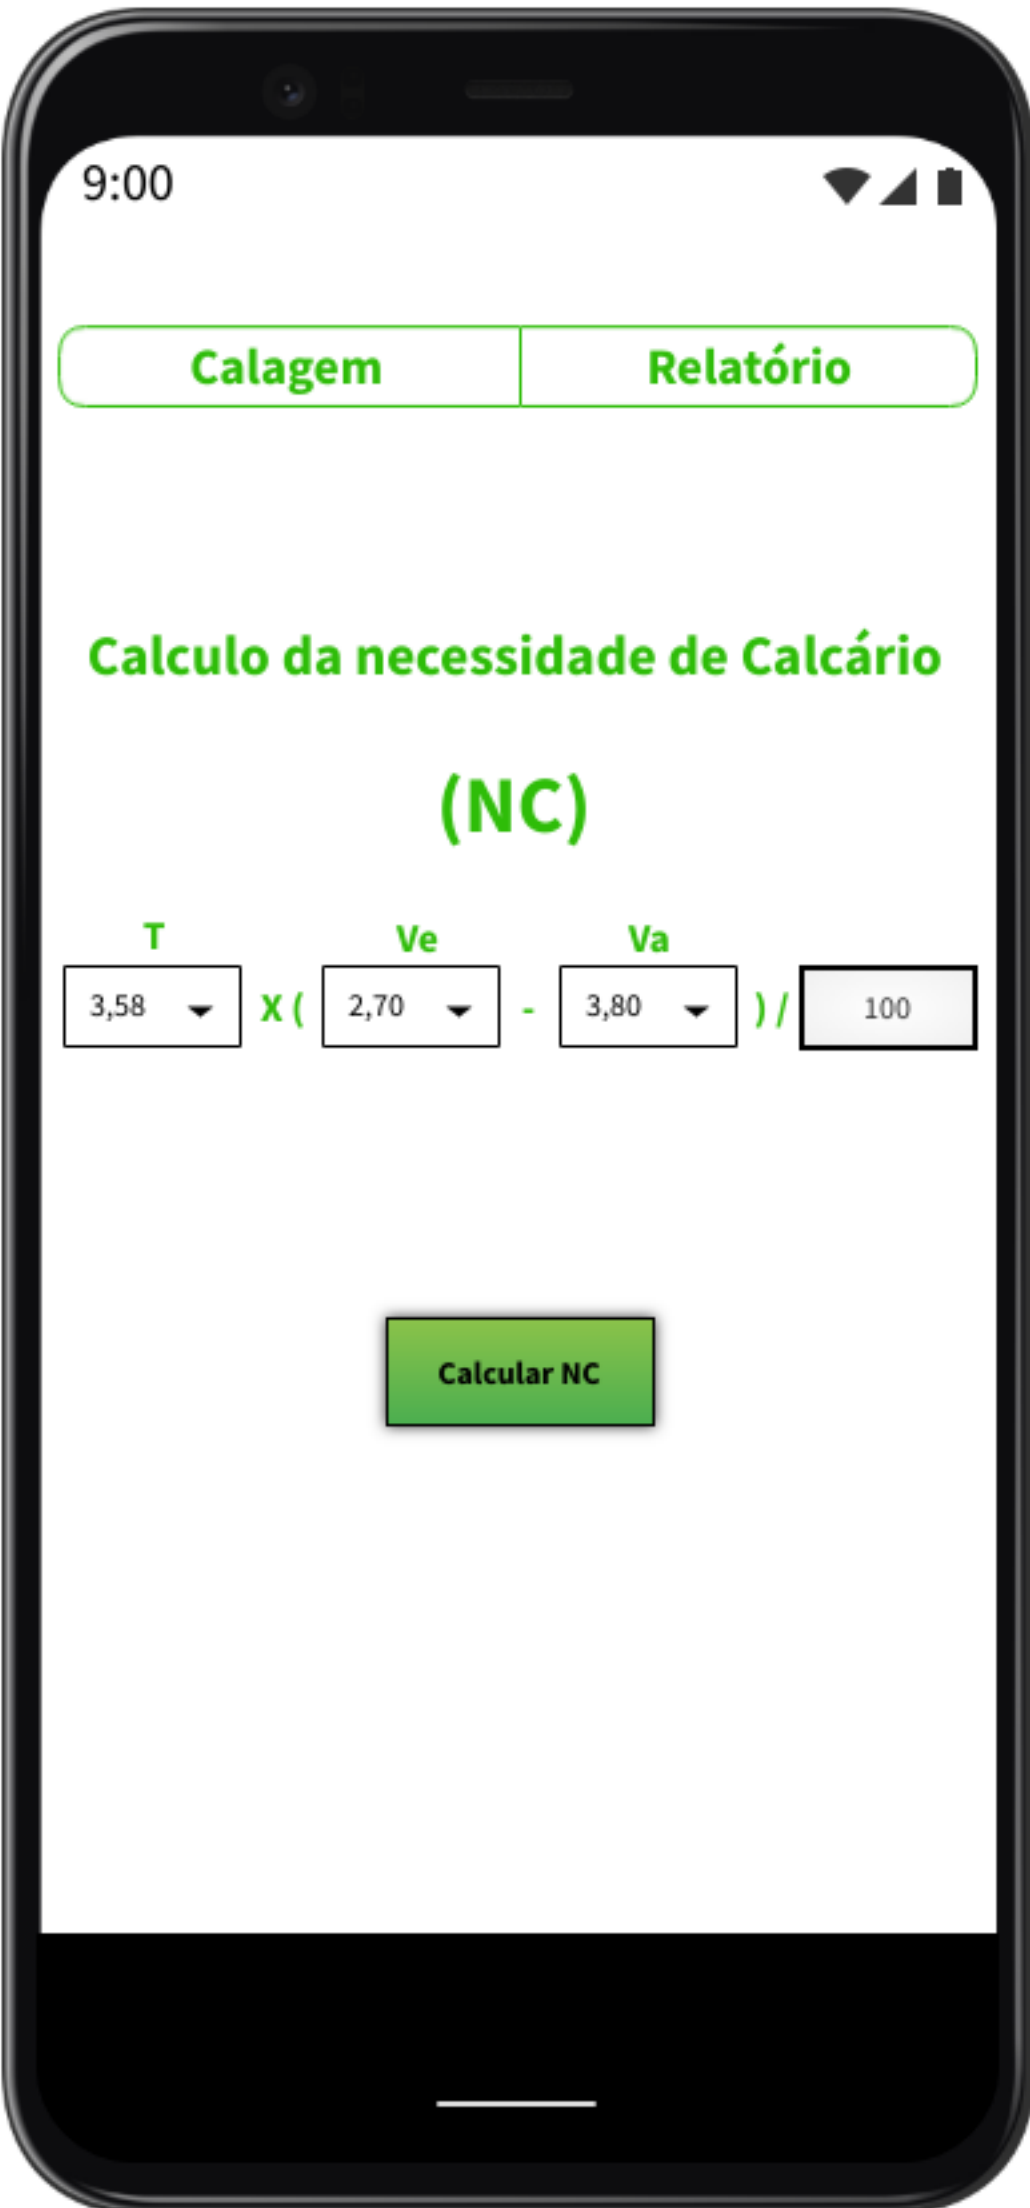 9:00
Calagem Relatório
Calculo da necessidade de Calcário
(NC)
T Ve Va
3,58 X ( 2,70 - 3,80 ) / 100
Calcular NC